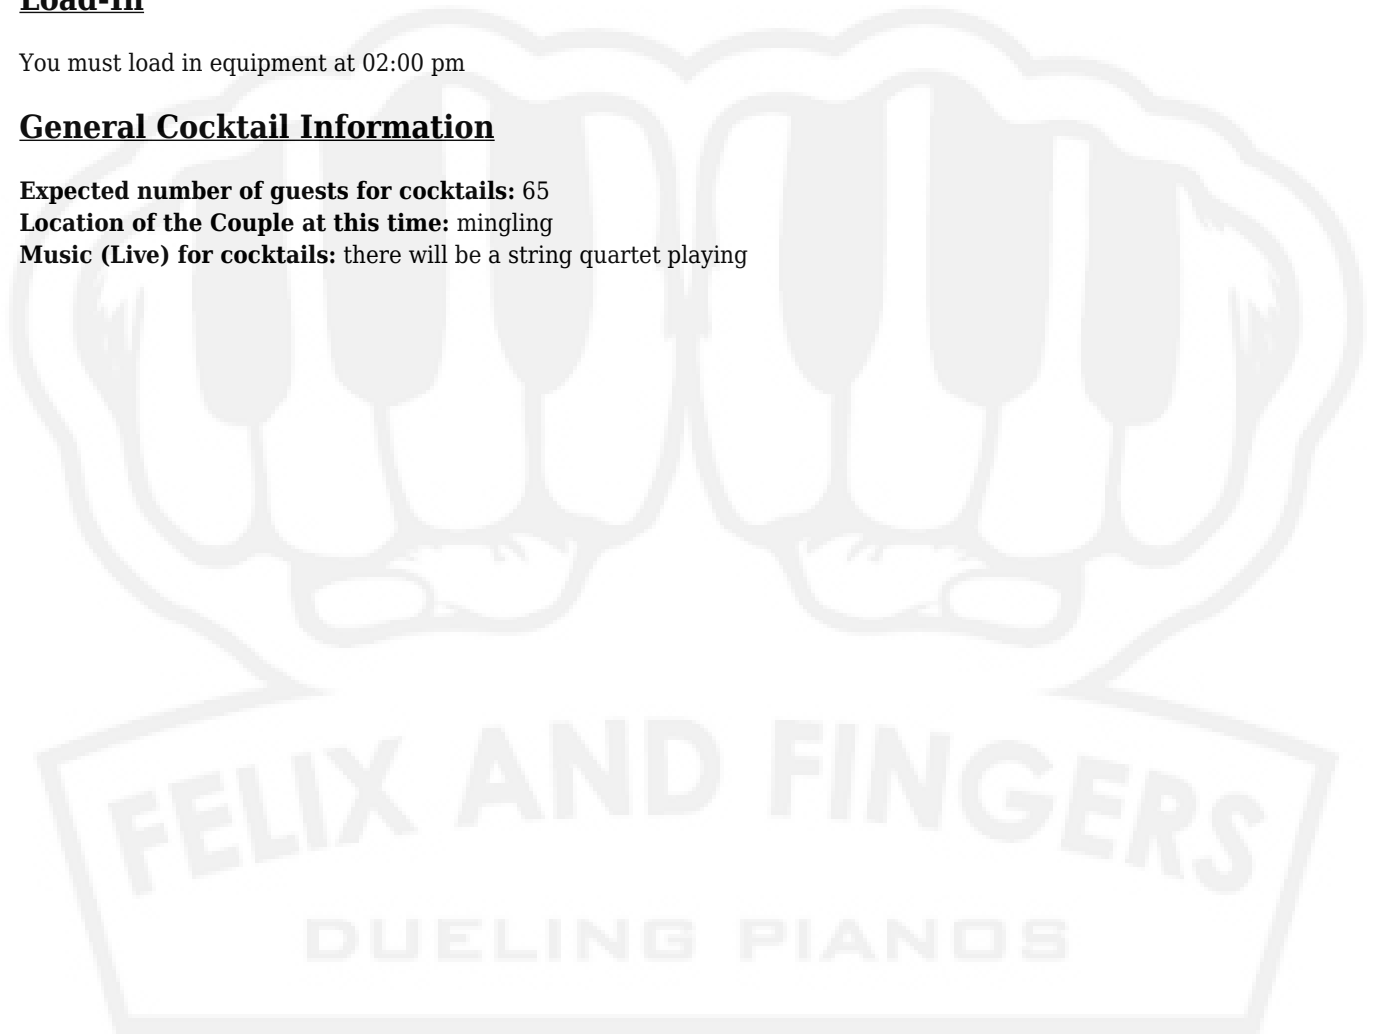 Load-In
You must load in equipment at 02:00 pm
General Cocktail Information
Expected number of guests for cocktails: 65
Location of the Couple at this time: mingling
Music (Live) for cocktails: there will be a string quartet playing
FELIX AND FINGERS
DUELING PIANOS